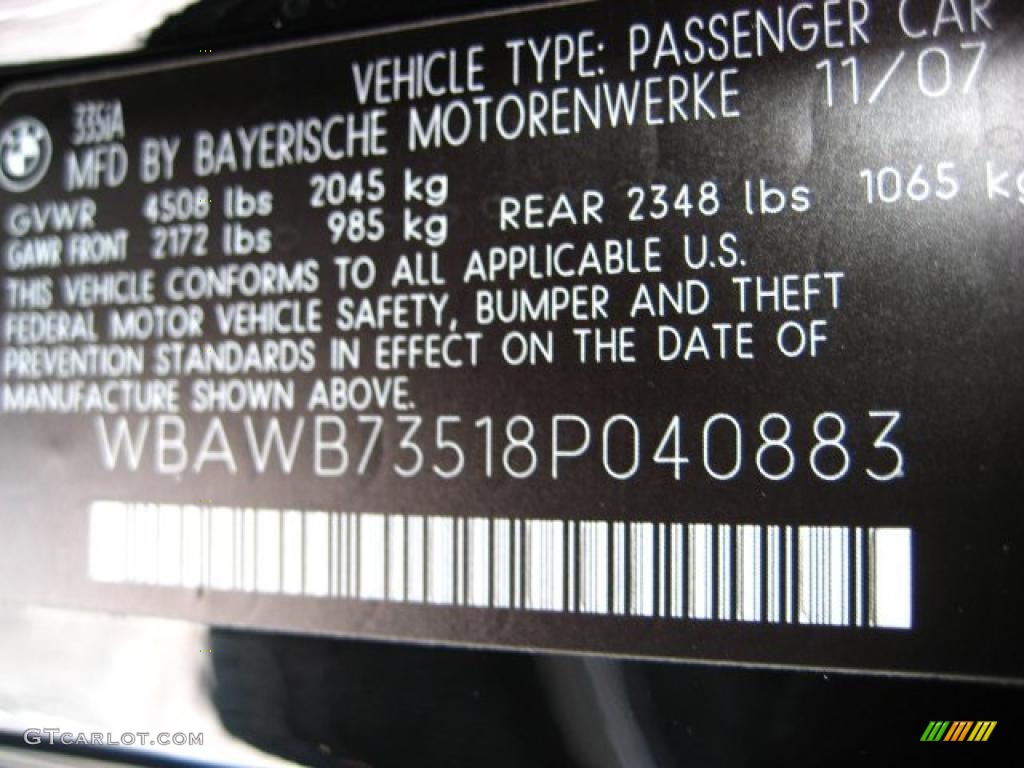 VEHICLE TYPE: PASSENGER CAR
335iA
MFD BY BAYERISCHE MOTORENWERKE 11/07
GVWR 4508 lbs 2045 kg
GAWR FRONT 2172 lbs 985 kg REAR 2348 lbs 1065 kg
THIS VEHICLE CONFORMS TO ALL APPLICABLE U.S.
FEDERAL MOTOR VEHICLE SAFETY, BUMPER AND THEFT
PREVENTION STANDARDS IN EFFECT ON THE DATE OF
MANUFACTURE SHOWN ABOVE.
WBAWB73518P040883
GTCARLOT.COM